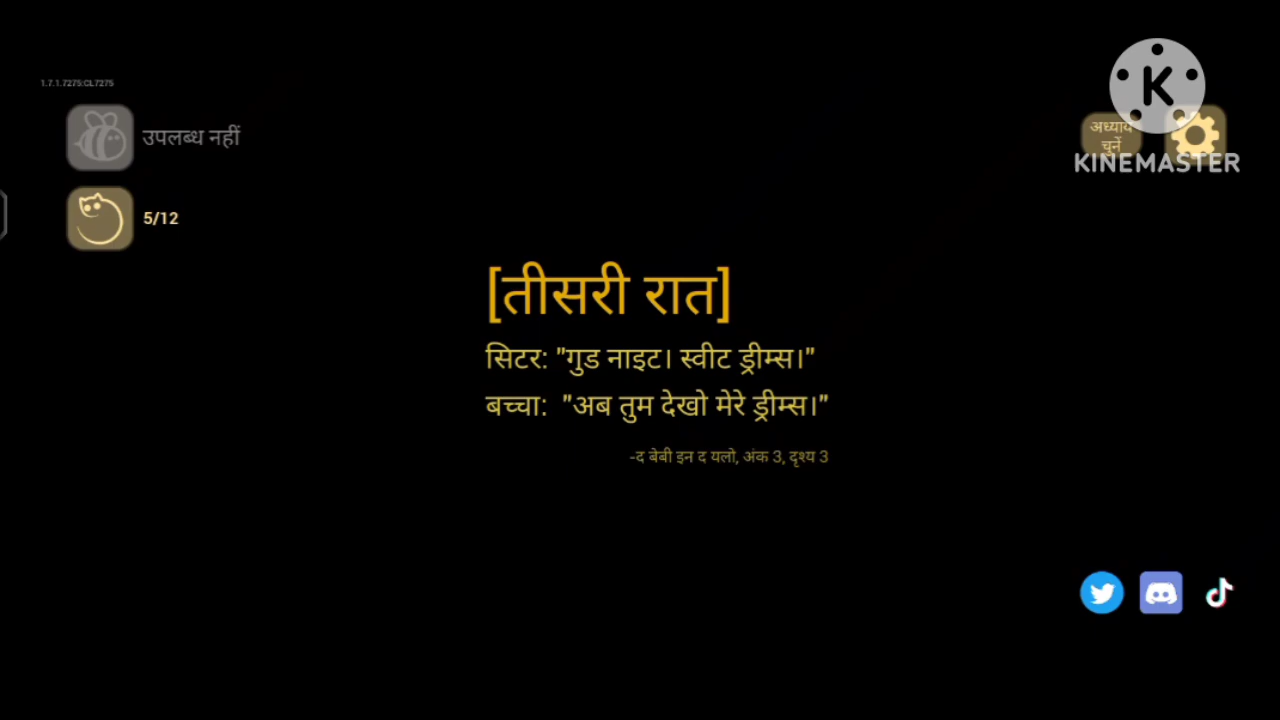 1.7.1.7275:CL7275
उपलब्ध नहीं
अध्याय
चुनें
KINEMASTER
5/12
[तीसरी रात]
सिटर: "गुड नाइट। स्वीट ड्रीम्स।"
बच्चा: "अब तुम देखो मेरे ड्रीम्स।"
-द बेबी इन द यलो, अंक 3, दृश्य 3